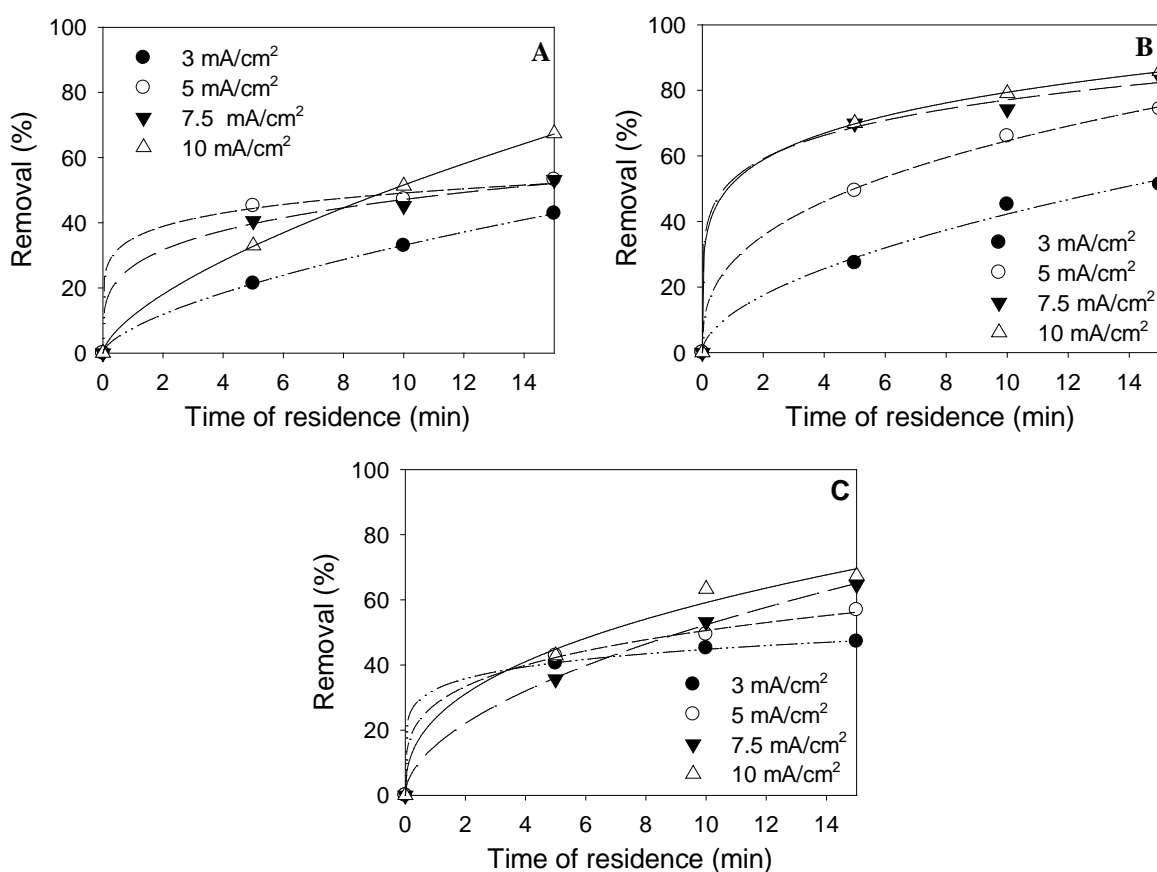 A
100
80
60
40
20
0
Removal (%)
3 mA/cm²
5 mA/cm²
7.5 mA/cm²
10 mA/cm²
0 2 4 6 8 10 12 14
Time of residence (min)
B
100
80
60
40
20
0
Removal (%)
3 mA/cm²
5 mA/cm²
7.5 mA/cm²
10 mA/cm²
0 2 4 6 8 10 12 14
Time of residence (min)
C
100
80
60
40
20
0
Removal (%)
3 mA/cm²
5 mA/cm²
7.5 mA/cm²
10 mA/cm²
0 2 4 6 8 10 12 14
Time of residence (min)